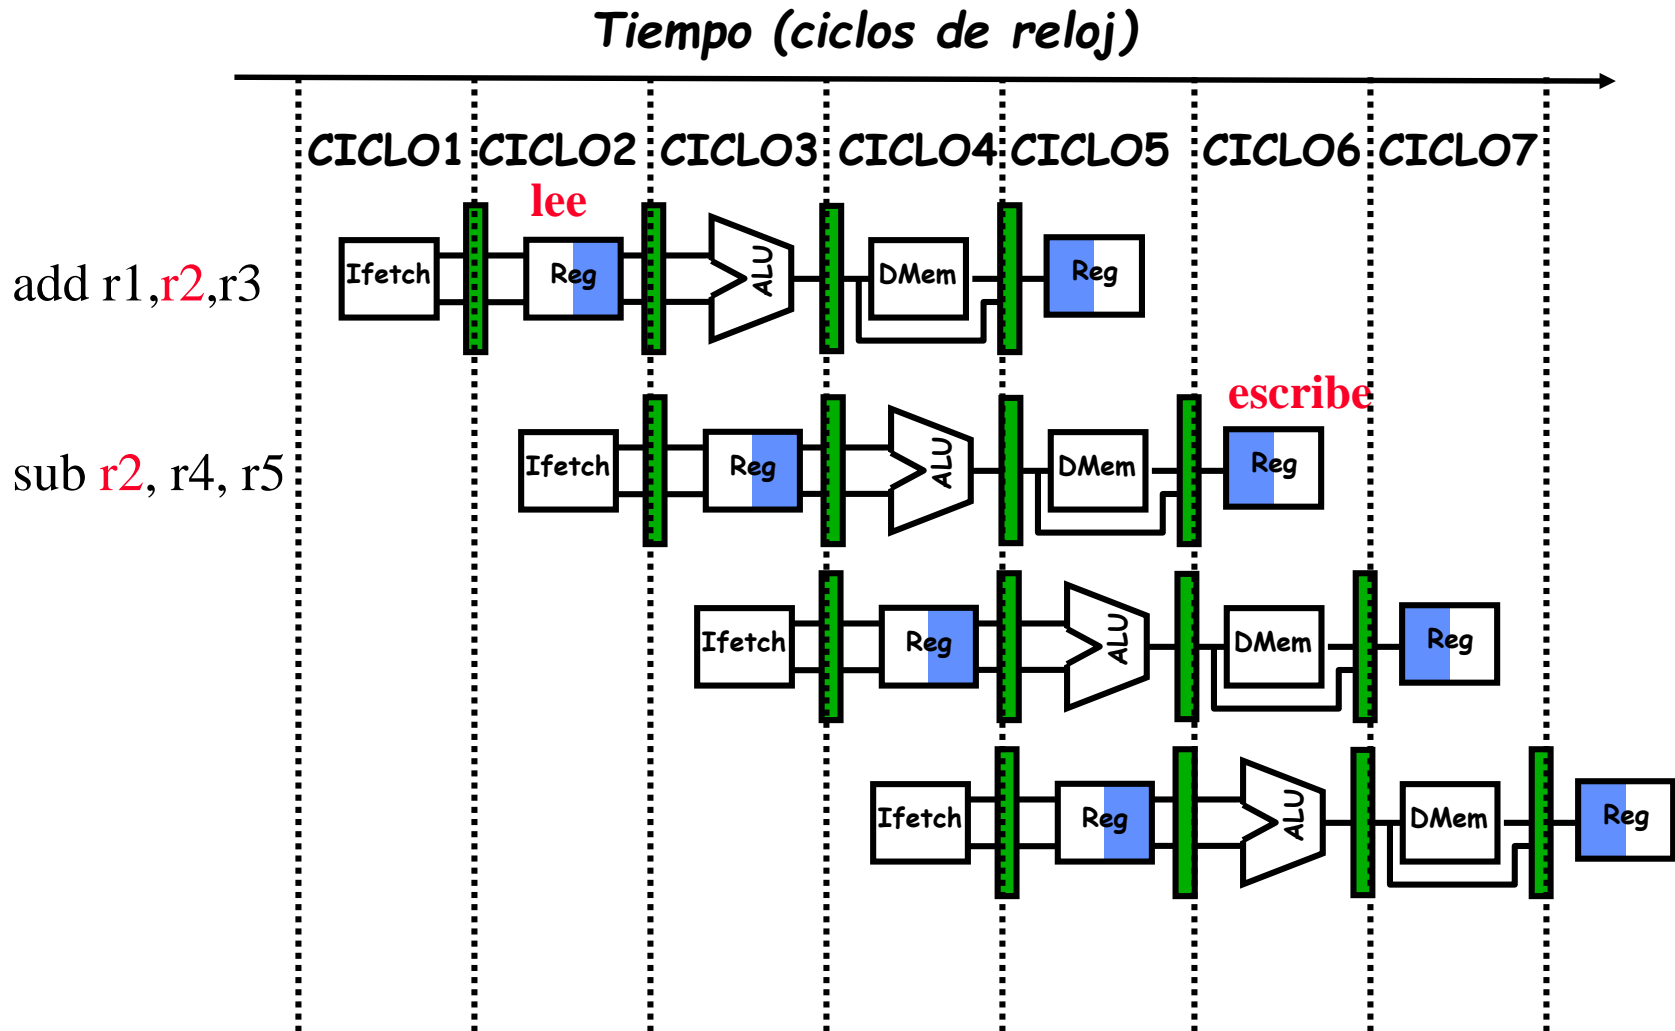 Tiempo (ciclos de reloj)
CICLO1 CICLO2 CICLO3 CICLO4 CICLO5 CICLO6 CICLO7
lee
add r1,r2,r3 Ifetch Reg ALU DMem Reg
escribe
sub r2, r4, r5 Ifetch Reg ALU DMem Reg
Ifetch Reg ALU DMem Reg
Ifetch Reg ALU DMem Reg